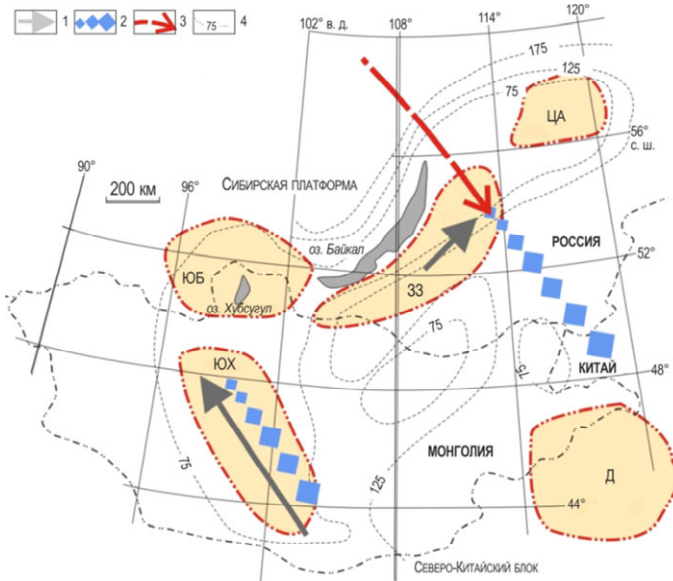 1 2 3 75 4
102° в. д. 108° 114° 120°
175
125
75
ЦА
56°
с. ш.
90°
200 км
96°
СИБИРСКАЯ ПЛАТФОРМА
оз. Байкал
РОССИЯ
52°
ЮБ
оз. Хубсугул
33
75
ЮХ
75
КИТАЙ
48°
МОНГОЛИЯ
75
125
Д
44°
СЕВЕРО-КИТАЙСКИЙ БЛОК